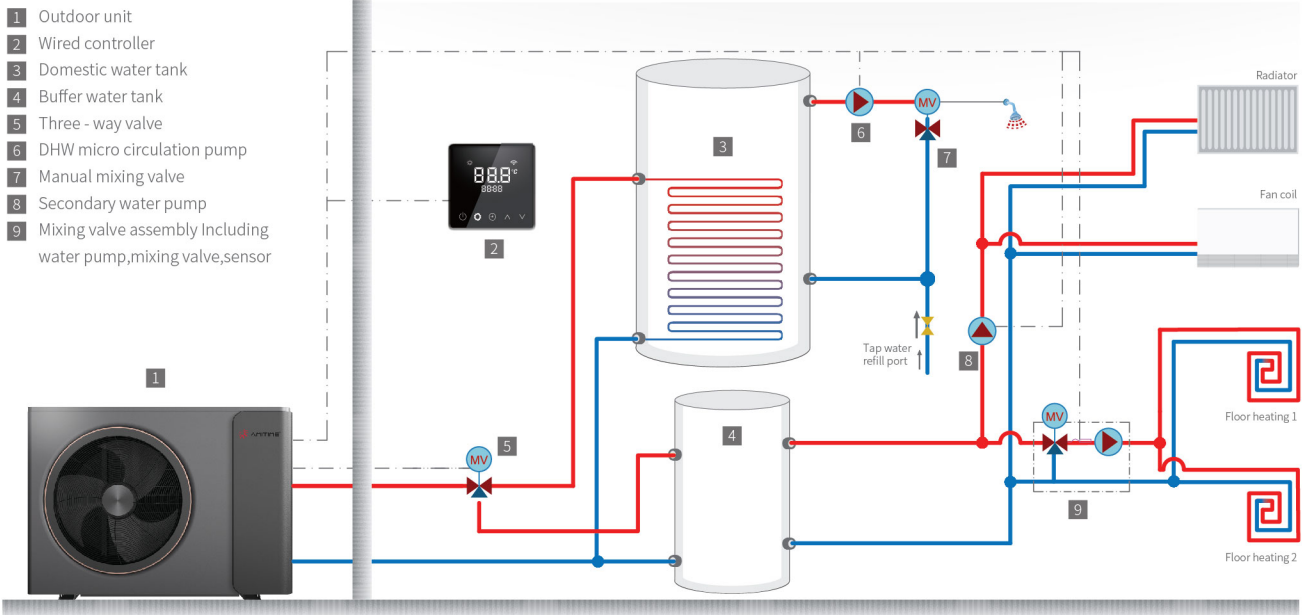 1 Outdoor unit
2 Wired controller
3 Domestic water tank
4 Buffer water tank
5 Three - way valve
6 DHW micro circulation pump
7 Manual mixing valve
8 Secondary water pump
9 Mixing valve assembly Including
water pump,mixing valve,sensor
Radiator
MV
6
3
7
88.8 °C
88:88
Fan coil
2
Tap water
refill port
8
1
Floor heating 1
MV
4
5
MV
9
Floor heating 2